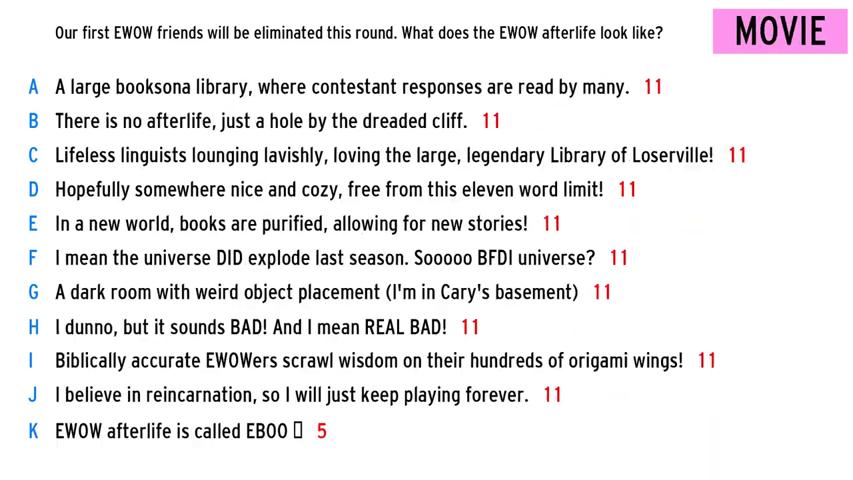 Our first EWOW friends will be eliminated this round. What does the EWOW afterlife look like?
MOVIE
A A large booksona library, where contestant responses are read by many. 11
B There is no afterlife, just a hole by the dreaded cliff. 11
C Lifeless linguists lounging lavishly, loving the large, legendary Library of Loserville! 11
D Hopefully somewhere nice and cozy, free from this eleven word limit! 11
E In a new world, books are purified, allowing for new stories! 11
F I mean the universe DID explode last season. Sooooo BFDI universe? 11
G A dark room with weird object placement (I'm in Cary's basement) 11
H I dunno, but it sounds BAD! And I mean REAL BAD! 11
I Biblically accurate EWOWers scrawl wisdom on their hundreds of origami wings! 11
J I believe in reincarnation, so I will just keep playing forever. 11
K EWOW afterlife is called EBOO 5